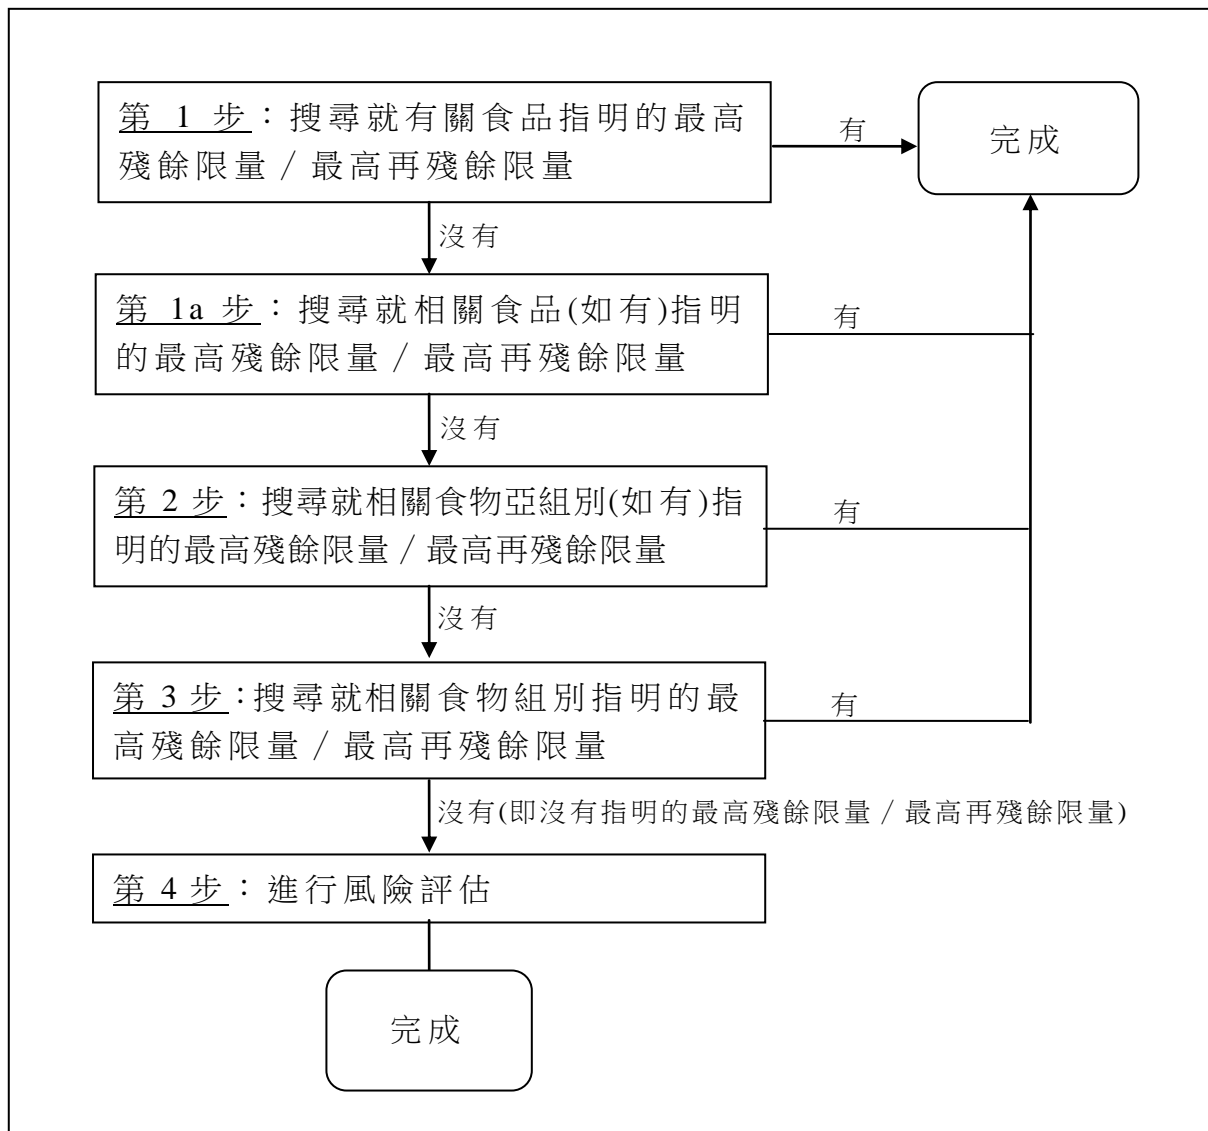 第 1 步：搜尋就有關食品指明的最高
殘餘限量／最高再殘餘限量
有
完成
沒有
第 1a 步：搜尋就相關食品(如有)指明
的最高殘餘限量／最高再殘餘限量
有
沒有
第 2 步：搜尋就相關食物亞組別(如有)指
明的最高殘餘限量／最高再殘餘限量
有
沒有
第 3 步：搜尋就相關食物組別指明的最
高殘餘限量／最高再殘餘限量
有
沒有(即沒有指明的最高殘餘限量／最高再殘餘限量)
第 4 步：進行風險評估
完成